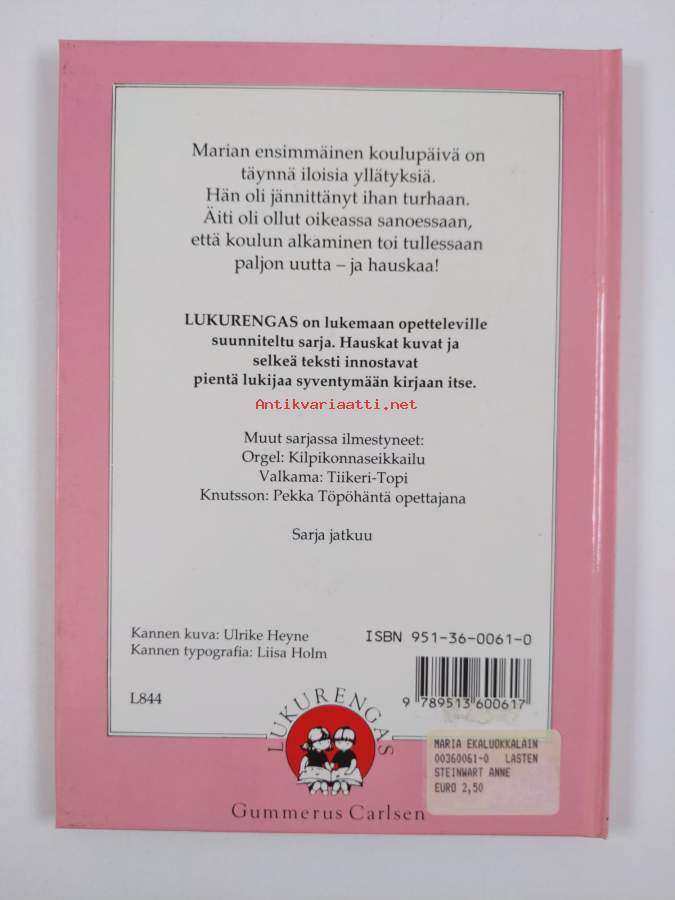 Marian ensimmäinen koulupäivä on
täynnä iloisia yllätyksiä.
Hän oli jännittänyt ihan turhaan.
Äiti oli ollut oikeassa sanoessaan,
että koulun alkaminen toi tullessaan
paljon uutta – ja hauskaa!
LUKURENGAS on lukemaan opetteleville
suunniteltu sarja. Hauskat kuvat ja
selkeä teksti innostavat
pientä lukijaa syventymään kirjaan itse.
Antikvariaatti.net
Muut sarjassa ilmestyneet:
Orgel: Kilpikonnaseikkailu
Valkama: Tiikeri-Topi
Knutsson: Pekka Töpöhäntä opettajana
Sarja jatkuu
Kannen kuva: Ulrike Heyne
Kannen typografia: Liisa Holm
ISBN 951-36-0061-0
9 789513 600617
L844
LUKURENGAS
Gummerus Carlsen
MARIA EKALUOKKALAIN
00360061-0 LASTEN
STEINWART ANNE
EURO 2,50